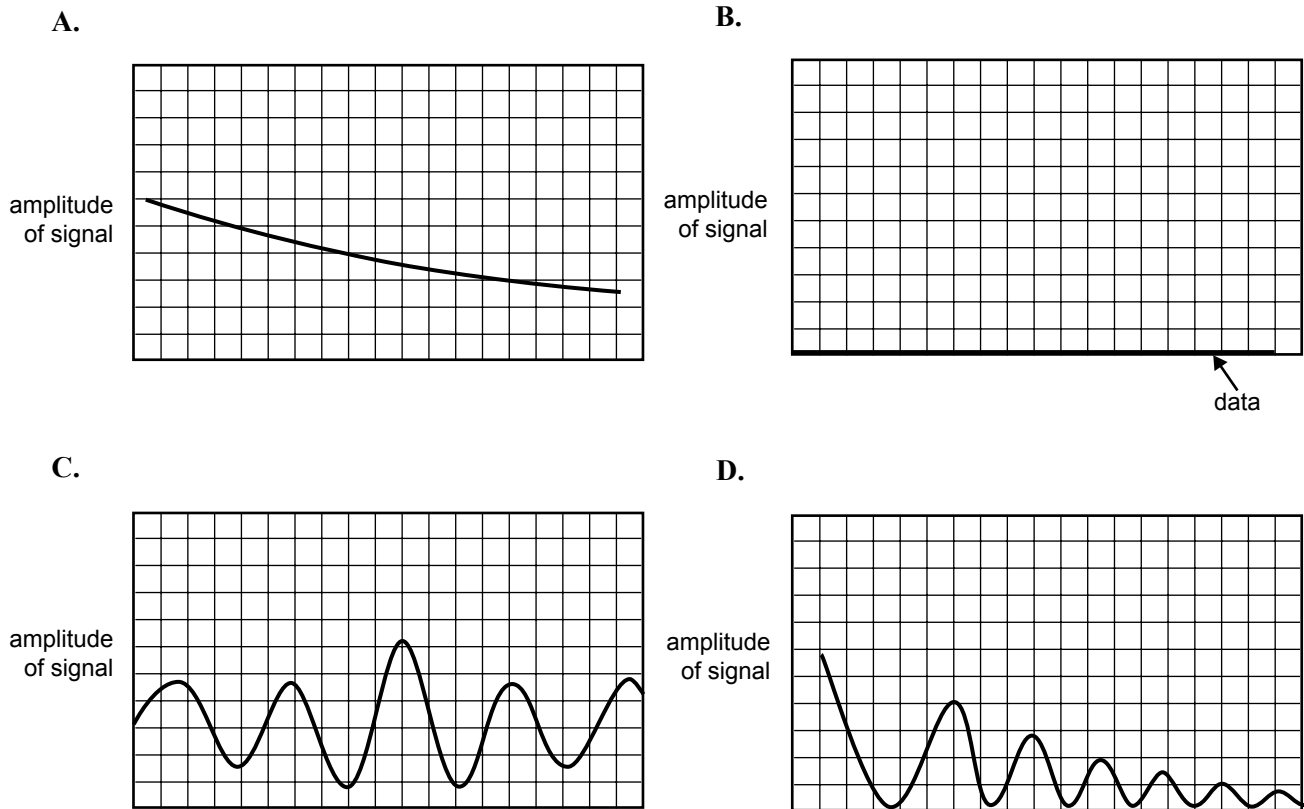 A.
B.
amplitude
of signal
amplitude
of signal
data
C.
D.
amplitude
of signal
amplitude
of signal